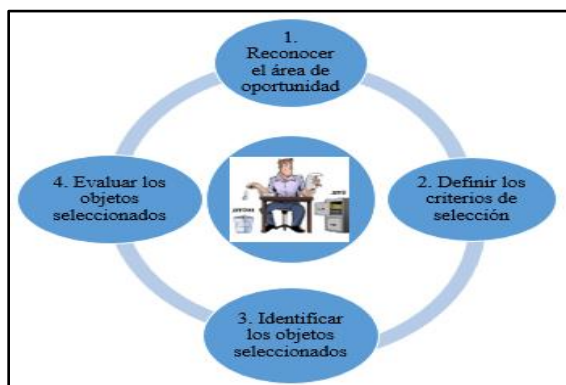 1.
Reconocer
el área de
oportunidad
2. Definir los
criterios de
selección
3. Identificar
los objetos
seleccionados
4. Evaluar los
objetos
seleccionados